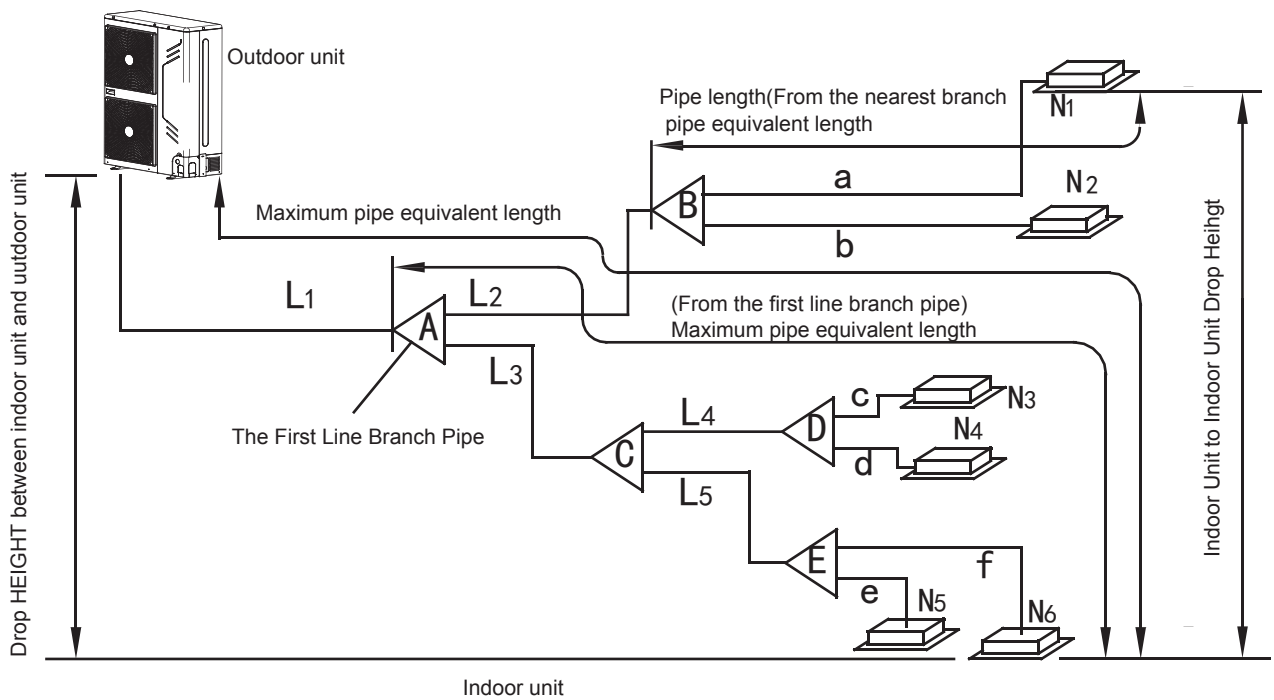 Outdoor unit
Pipe length(From the nearest branch
pipe equivalent length
N1
a
N2
B
Maximum pipe equivalent length
b
L1
L2
(From the first line branch pipe)
Maximum pipe equivalent length
A
L3
c
N3
L4
D
The First Line Branch Pipe
N4
C
d
L5
E
f
e
N5
N6
Indoor unit
Drop HEIGHT between indoor unit and uutdoor unit
Indoor Unit to Indoor Unit Drop Heihgt